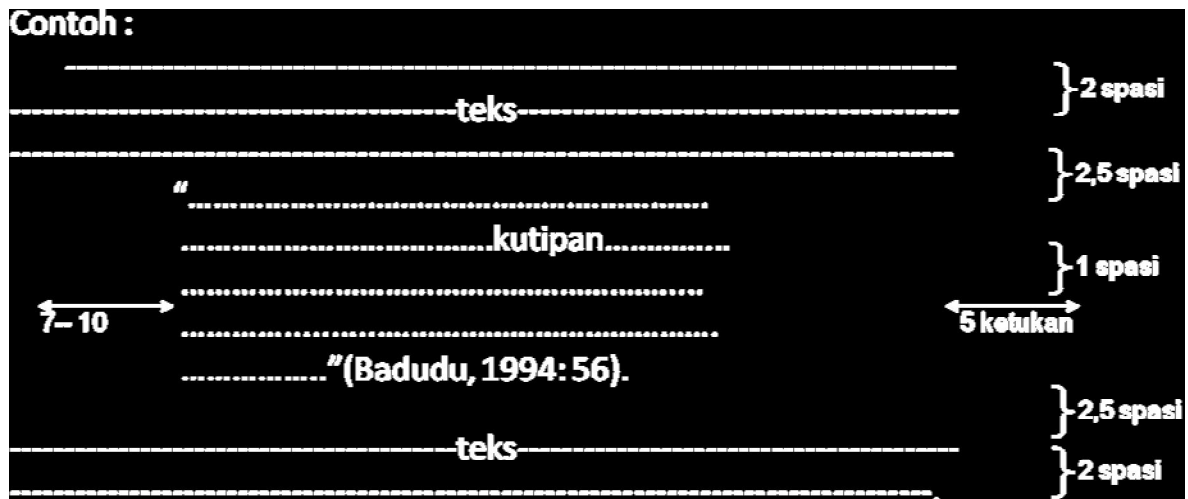 Contoh :
---------------------------------------------------------------- 2 spasi
--------------------------------teks--------------------------------
---------------------------------------------------------------- 2,5 spasi
"................................................
................................kutipan............... 1 spasi
................................................
7– 10 ................................................ 5 ketukan
................."(Badudu, 1994: 56).
2,5 spasi
--------------------------------teks--------------------------------
----------------------------------------------------------------. 2 spasi